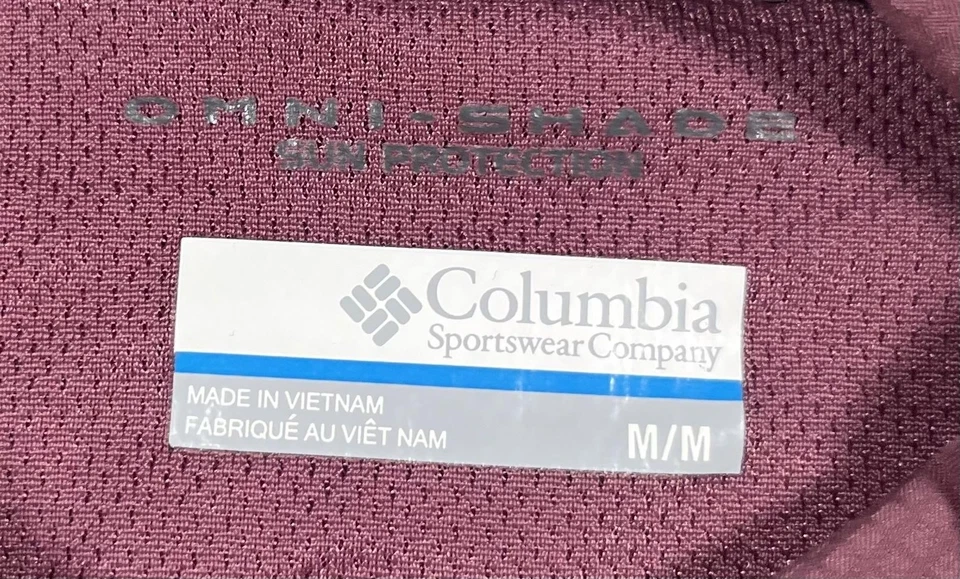 OMNI-SHADE
SUN PROTECTION
Columbia
Sportswear Company
MADE IN VIETNAM
FABRIQUÉ AU VIÊT NAM
M/M